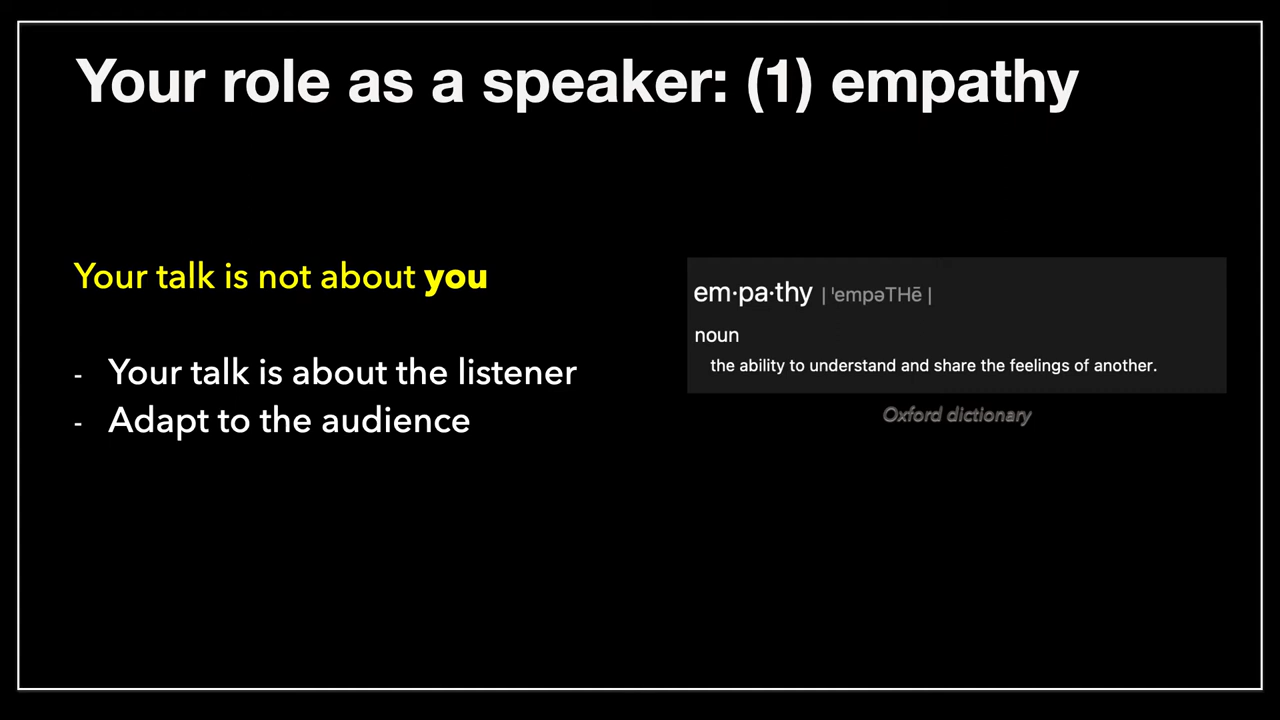 Your role as a speaker: (1) empathy
Your talk is not about you
- Your talk is about the listener
- Adapt to the audience
em·pa·thy | ˈempəTHē |
noun
the ability to understand and share the feelings of another.
Oxford dictionary